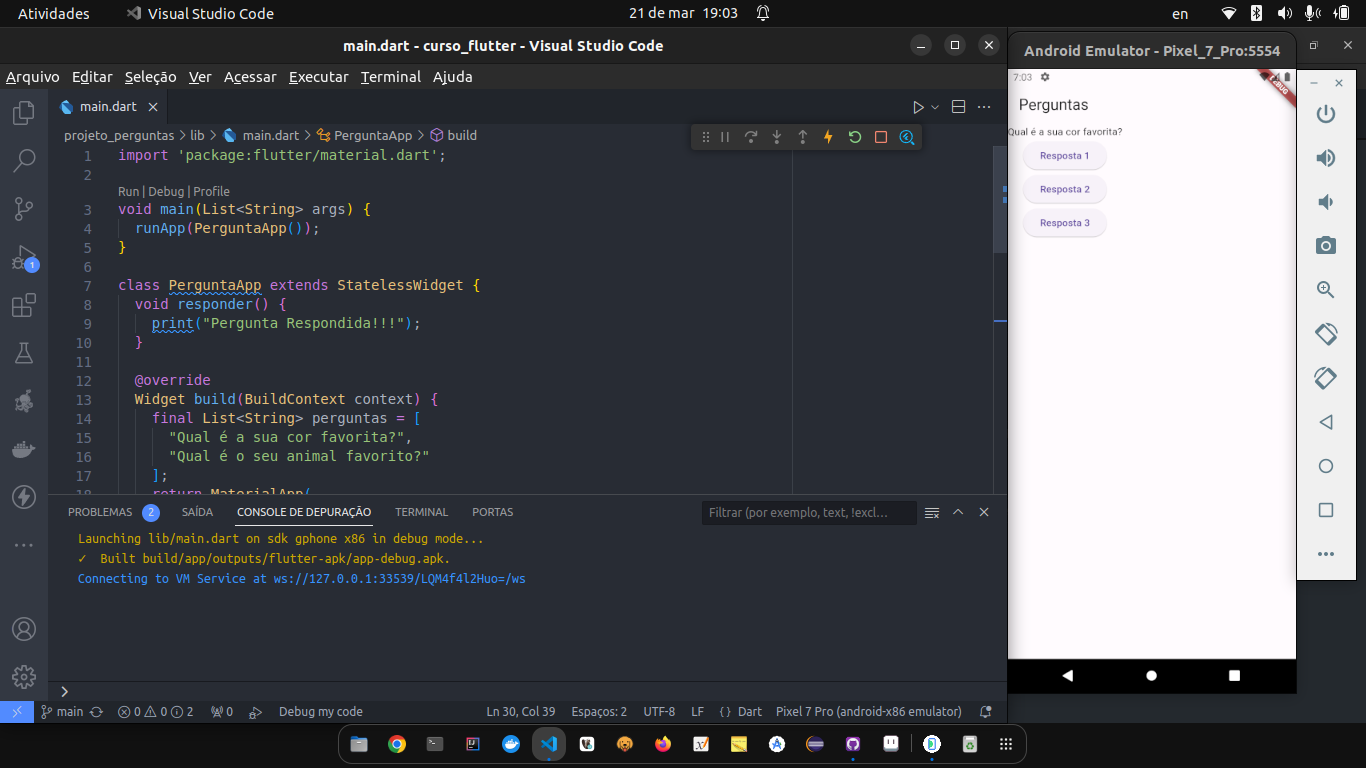 Atividades
Visual Studio Code
21 de mar 19:03
en
main.dart - curso_flutter - Visual Studio Code
Arquivo Editar Seleção Ver Acessar Executar Terminal Ajuda
main.dart
projeto_perguntas > lib > main.dart > PerguntaApp > build
1 import 'package:flutter/material.dart';
2
Run | Debug | Profile
3 void main(List<String> args) {
4 runApp(PerguntaApp());
5 }
6
7 class PerguntaApp extends StatelessWidget {
8 void responder() {
9 print("Pergunta Respondida!!!");
10 }
11
12 @override
13 Widget build(BuildContext context) {
14 final List<String> perguntas = [
15 "Qual é a sua cor favorita?",
16 "Qual é o seu animal favorito?"
17 ];
18 return MaterialApp(
1
PROBLEMAS 2 SAÍDA CONSOLE DE DEPURAÇÃO TERMINAL PORTAS
Filtrar (por exemplo, text, !excl...
Launching lib/main.dart on sdk gphone x86 in debug mode...
✓ Built build/app/outputs/flutter-apk/app-debug.apk.
Connecting to VM Service at ws://127.0.0.1:33539/LQM4f4l2Huo=/ws
main 0 0 2 0 Debug my code
Ln 30, Col 39 Espaços: 2 UTF-8 LF {} Dart Pixel 7 Pro (android-x86 emulator)
Android Emulator - Pixel_7_Pro:5554
7:03
DEBUG
Perguntas
Qual é a sua cor favorita?
Resposta 1
Resposta 2
Resposta 3